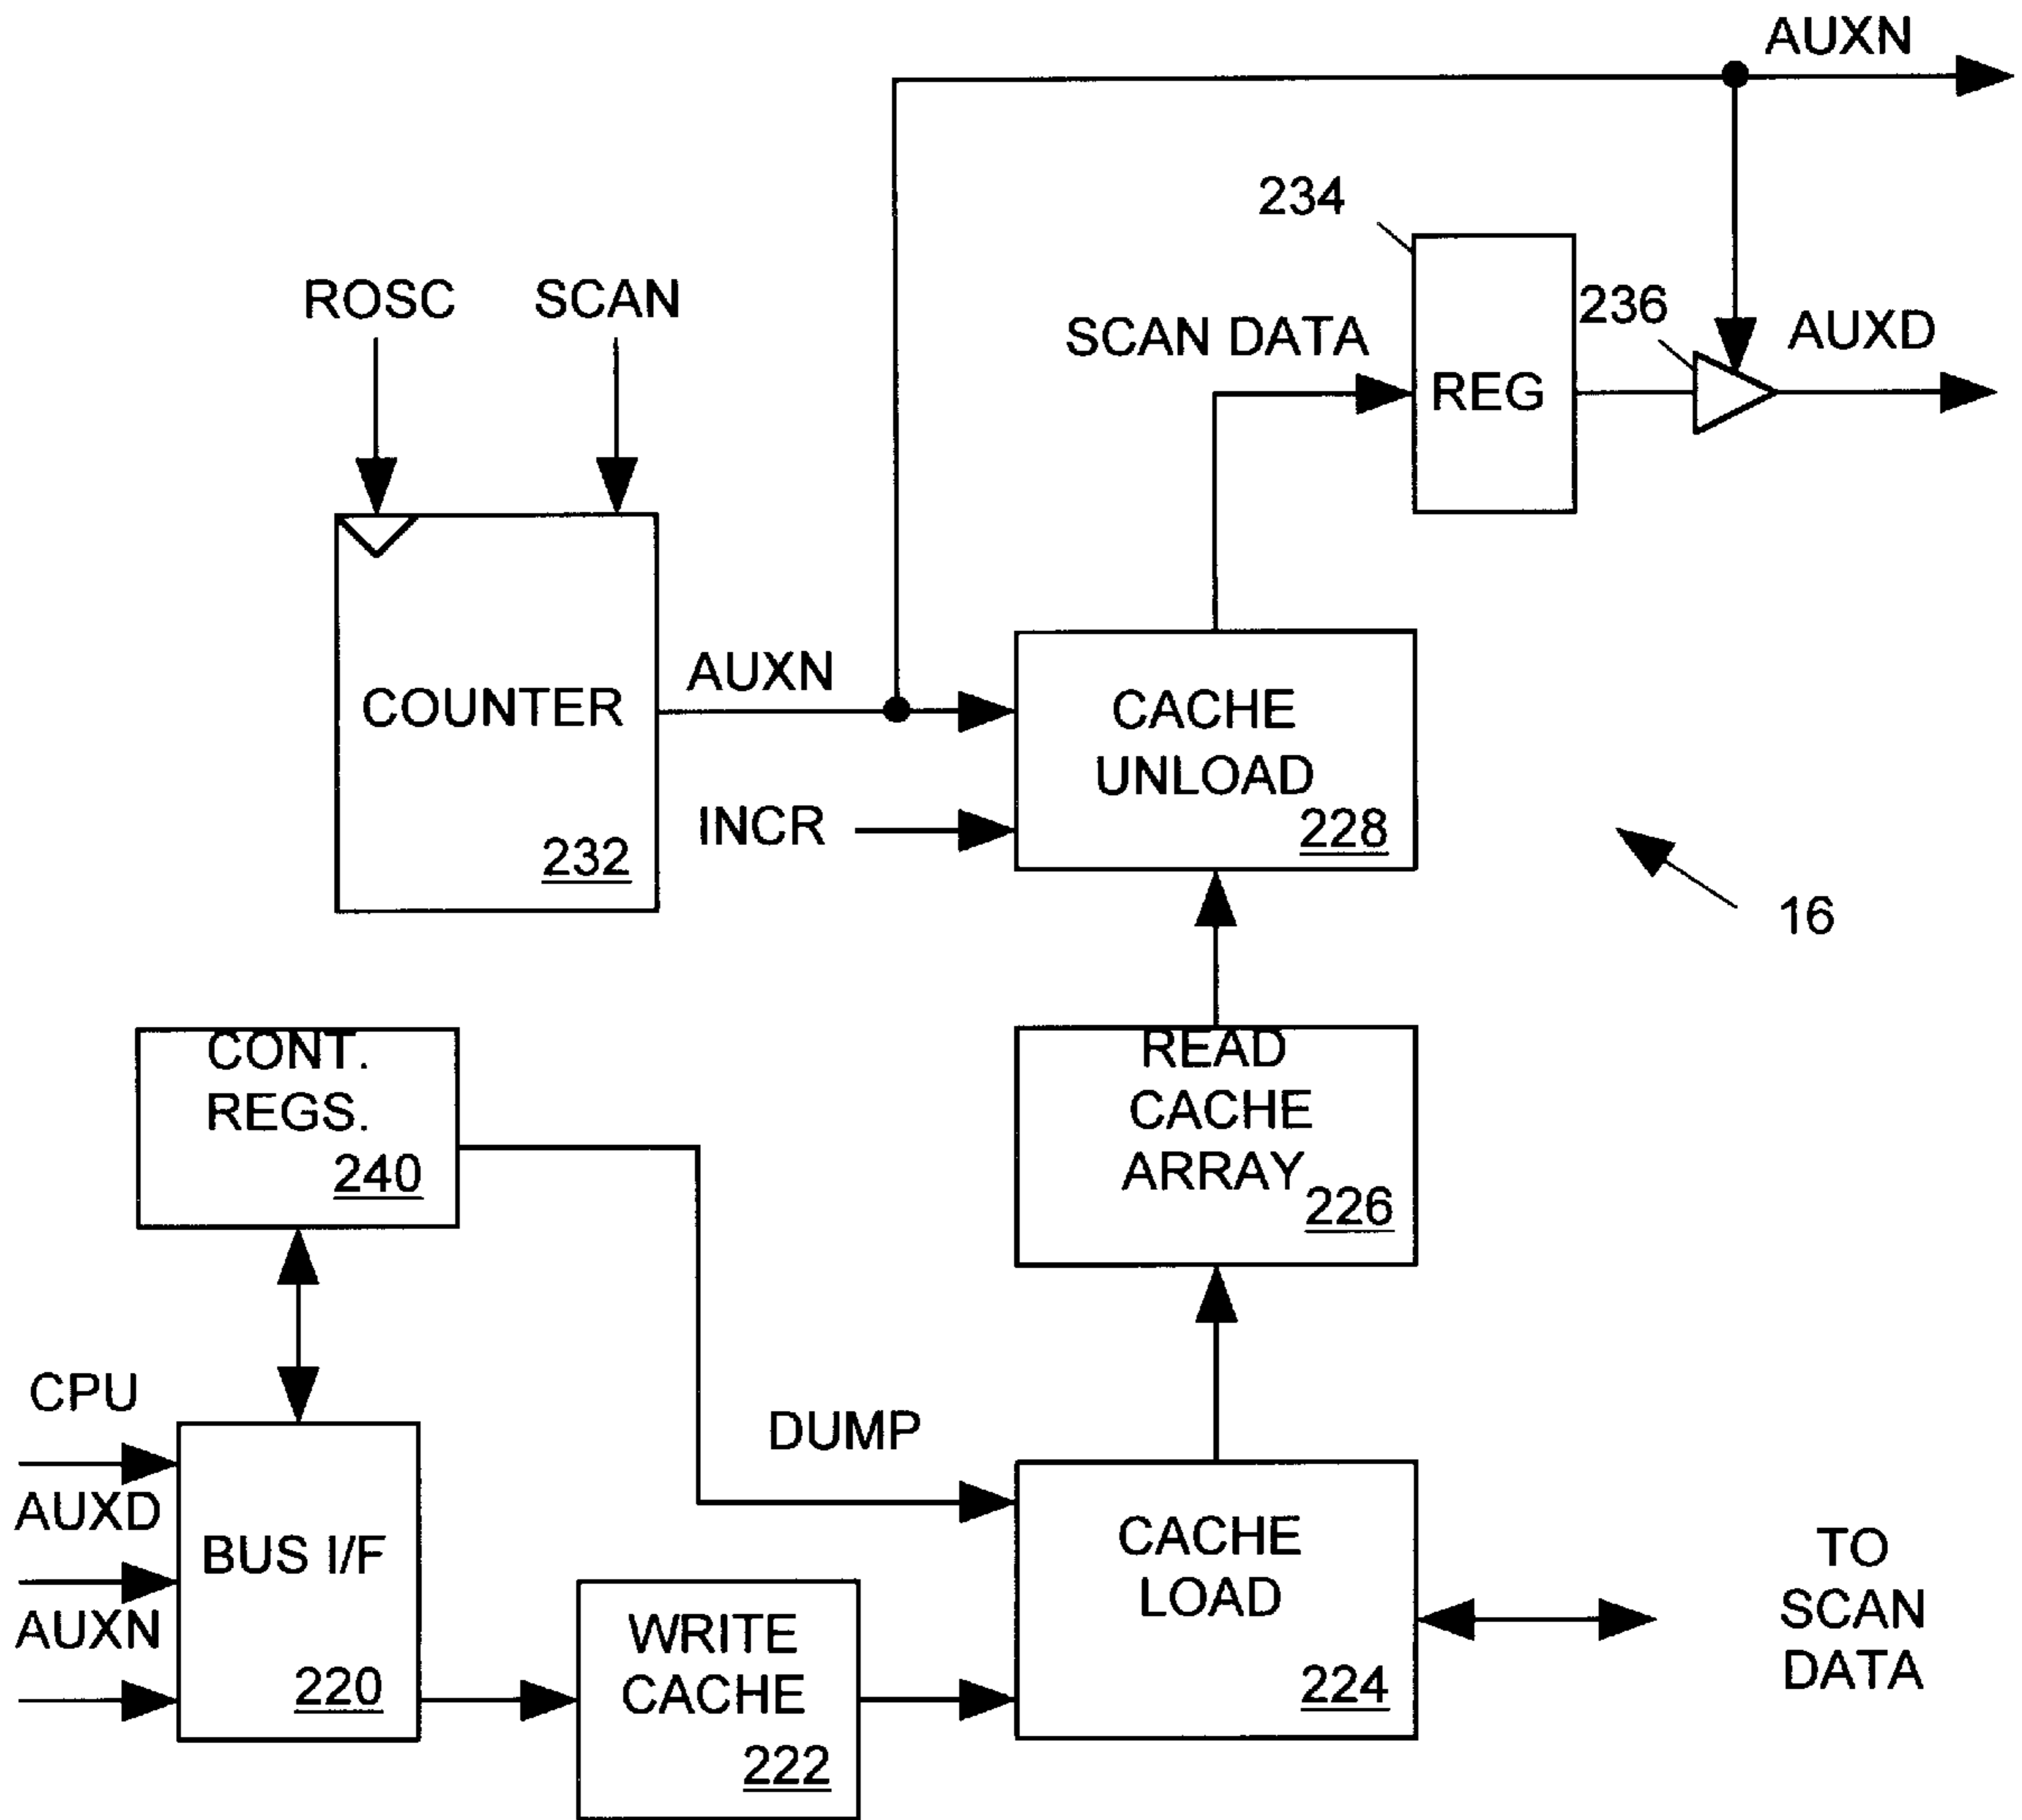 AUXN
234
ROSC
SCAN
SCAN DATA
REG
236
AUXD
COUNTER
232
AUXN
INCR
CACHE
UNLOAD
228
16
CONT.
REGS.
240
READ
CACHE
ARRAY
226
CPU
AUXD
AUXN
BUS I/F
220
DUMP
WRITE
CACHE
222
CACHE
LOAD
224
TO
SCAN
DATA